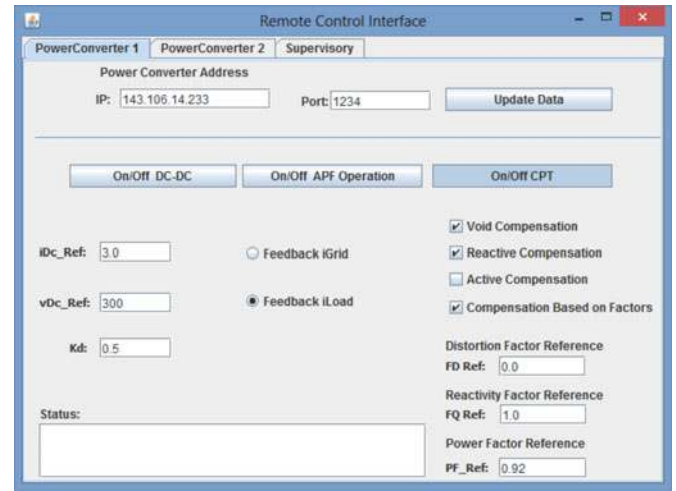 Remote Control Interface
PowerConverter 1 PowerConverter 2 Supervisory
Power Converter Address
IP: 143.106.14.233 Port: 1234 Update Data
On/Off DC-DC On/Off APF Operation On/Off CPT
Void Compensation
iDc_Ref: 3.0 Feedback iGrid Reactive Compensation
Active Compensation
vDc_Ref: 300 Feedback iLoad Compensation Based on Factors
Kd: 0.5 Distortion Factor Reference
FD Ref: 0.0
Reactivity Factor Reference
Status: FQ Ref: 1.0
Power Factor Reference
PF_Ref: 0.92